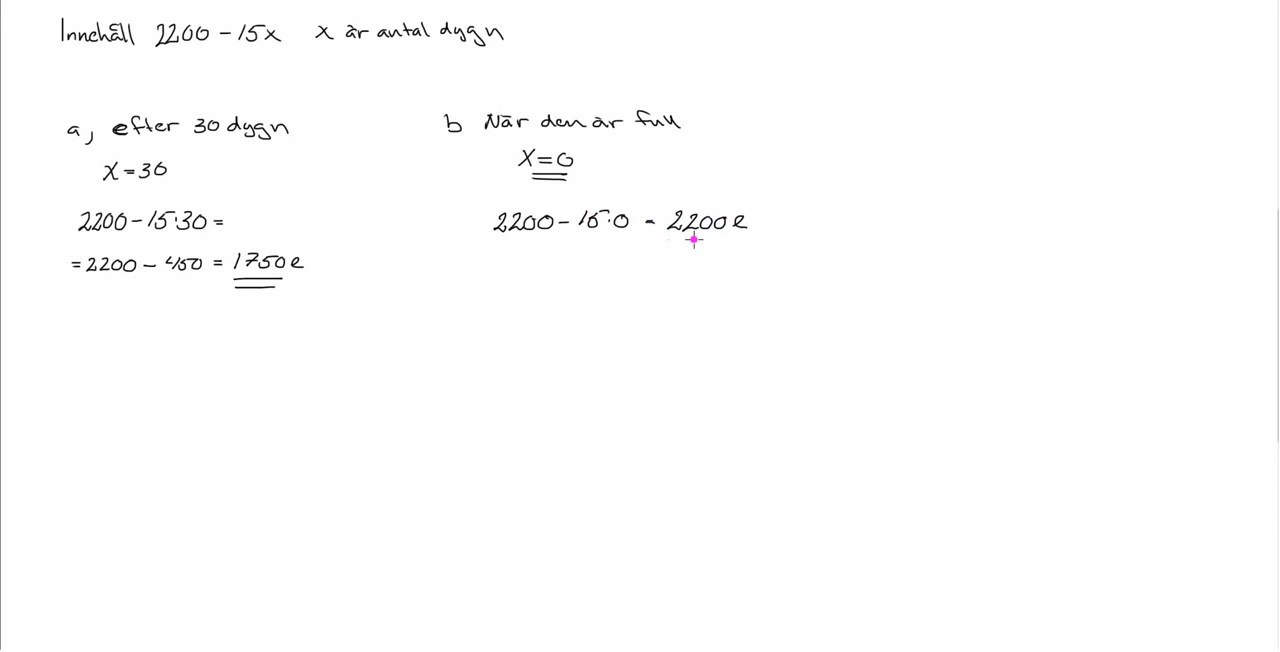 Innehåll 2200 - 15x   x är antal dygn
a, efter 30 dygn
x = 30
2200 - 15·30 =
= 2200 - 450 = 1750 l
b När den är full
x = 0
2200 - 15·0 = 2200 l